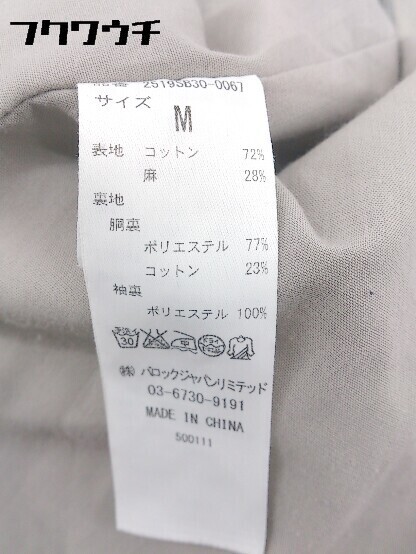 フクワウチ
品番 2519SB30-0067
サイズ
M
表地 コットン 72%
麻 28%
裏地
胴裏
ポリエステル 77%
コットン 23%
袖裏
ポリエステル 100%
㈱バロックジャパンリミテッド
03-6730-9191
MADE IN CHINA
500111